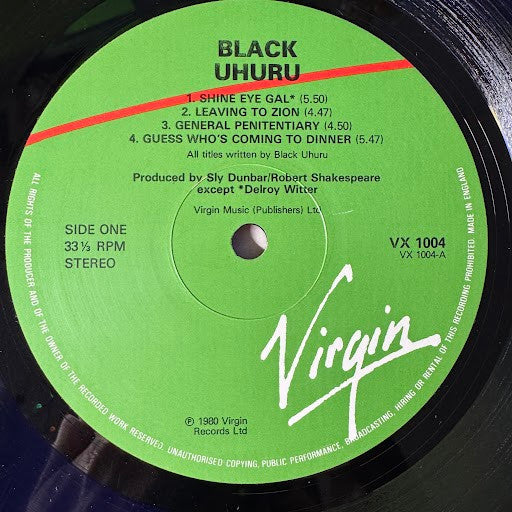 BLACK
UHURU
1. SHINE EYE GAL* (5.50)
2. LEAVING TO ZION (4.47)
3. GENERAL PENITENTIARY (4.50)
4. GUESS WHO'S COMING TO DINNER (5.47)
All titles written by Black Uhuru
Produced by Sly Dunbar/Robert Shakespeare
except *Delroy Witter
Virgin Music (Publishers) Ltd
SIDE ONE
33⅓ RPM
STEREO
VX 1004
VX 1004-A
Virgin
℗ 1980 Virgin
Records Ltd
ALL RIGHTS OF THE PRODUCER AND OF THE OWNER OF THE RECORDED WORK RESERVED. UNAUTHORISED COPYING, PUBLIC PERFORMANCE, BROADCASTING, HIRING OR RENTAL OF THIS RECORDING PROHIBITED. MADE IN ENGLAND